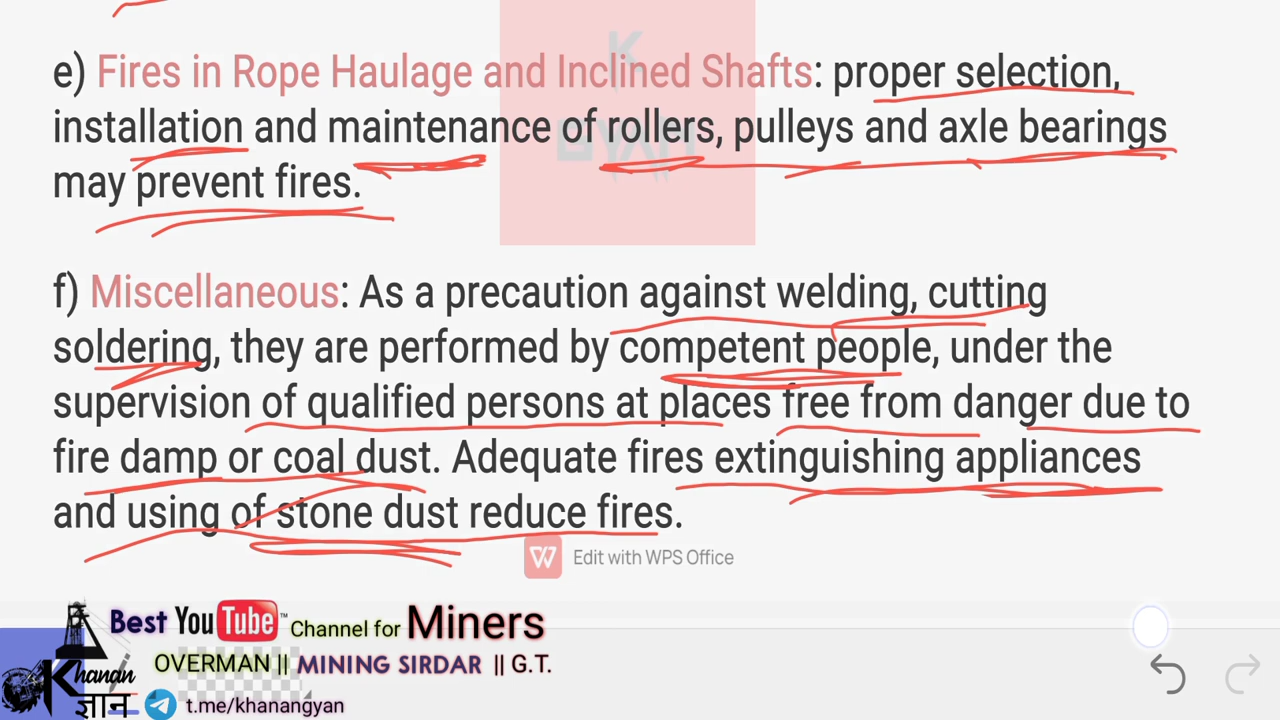 e) Fires in Rope Haulage and Inclined Shafts: proper selection,
installation and maintenance of rollers, pulleys and axle bearings
may prevent fires.
f) Miscellaneous: As a precaution against welding, cutting
soldering, they are performed by competent people, under the
supervision of qualified persons at places free from danger due to
fire damp or coal dust. Adequate fires extinguishing appliances
and using of stone dust reduce fires.
Edit with WPS Office
Best YouTube Channel for Miners
OVERMAN || MINING SIRDAR || G.T.
Khanan
ज्ञान
t.me/khanangyan